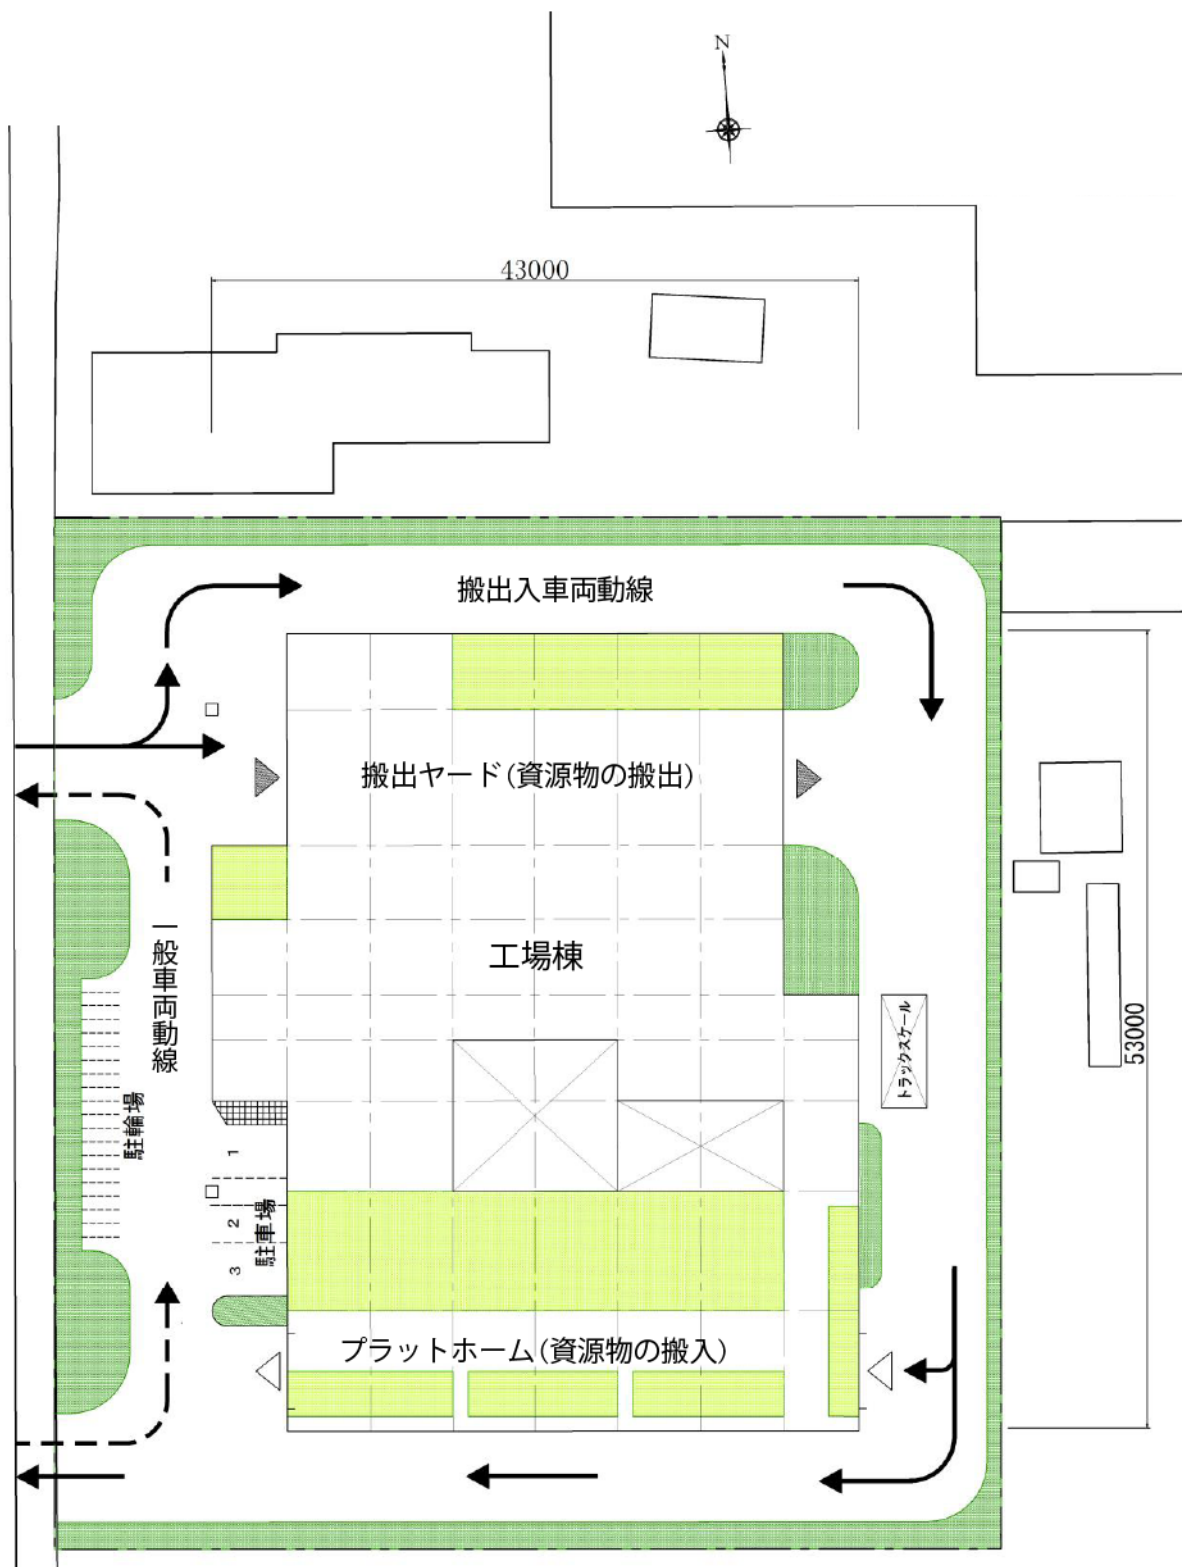 N
43000
搬出入車両動線
搬出ヤード(資源物の搬出)
一般車両動線
工場棟
トラックスケール
53000
駐輪場
1
2
3
駐車場
プラットホーム(資源物の搬入)